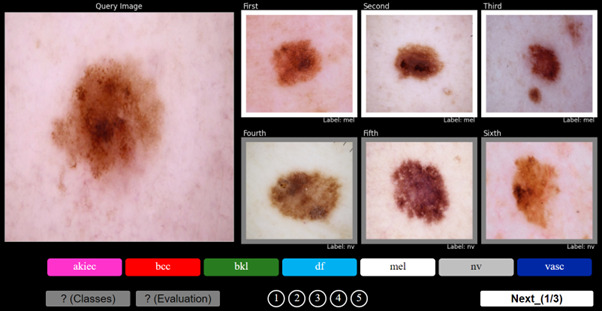 Query Image
First
Second
Third
Label: mel
Label: mel
Label: mel
Fourth
Fifth
Sixth
Label: nv
Label: nv
Label: nv
akiec
bcc
bkl
df
mel
nv
vasc
? (Classes)
? (Evaluation)
1
2
3
4
5
Next_(1/3)